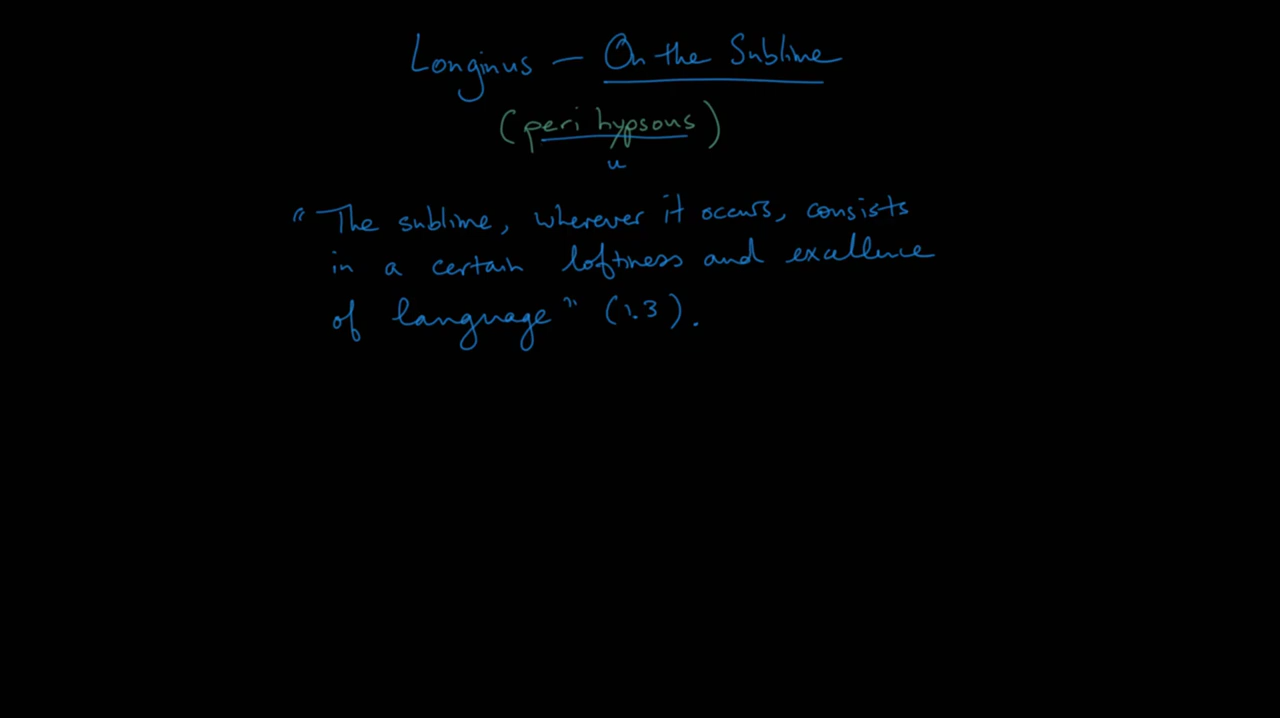 Longinus — On the Sublime
(peri hypsous)
u
"The sublime, wherever it occurs, consists
in a certain loftiness and excellence
of language" (1.3).